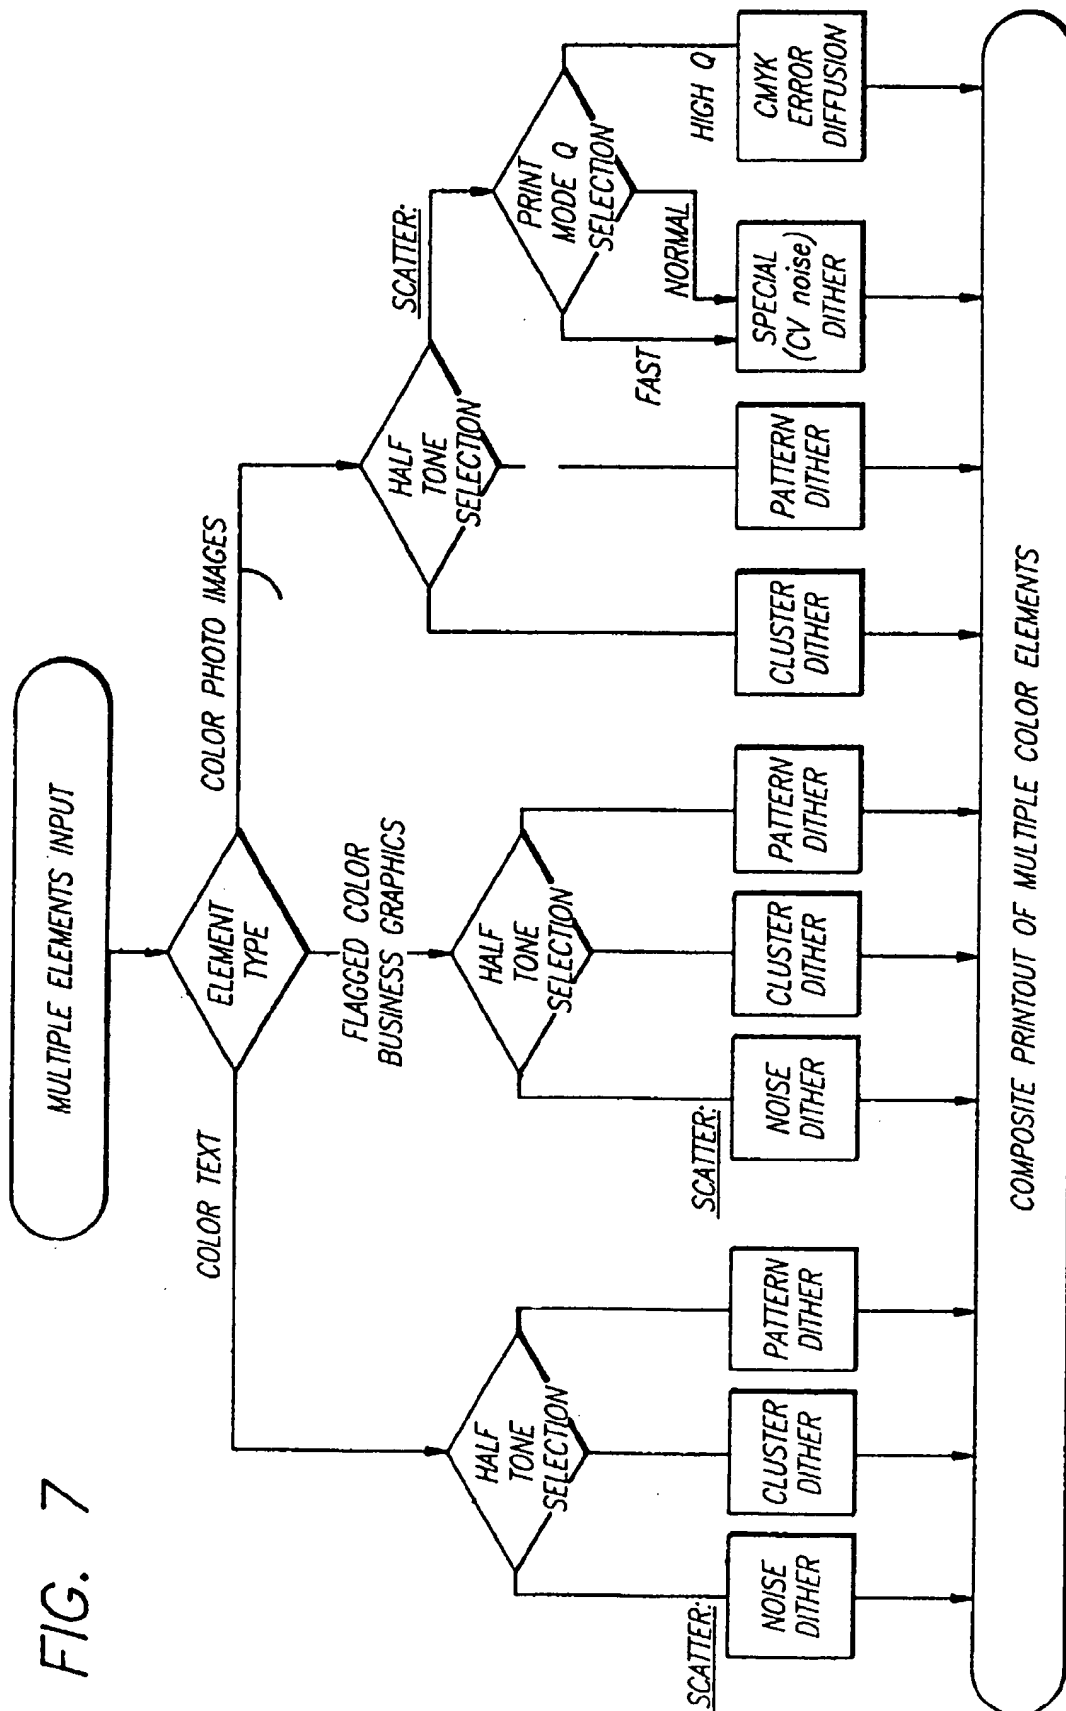 FIG. 7
MULTIPLE ELEMENTS INPUT
ELEMENT
TYPE
COLOR TEXT
FLAGGED COLOR
BUSINESS GRAPHICS
COLOR PHOTO IMAGES
HALF
TONE
SELECTION
HALF
TONE
SELECTION
HALF
TONE
SELECTION
SCATTER:
PRINT
MODE Q
SELECTION
FAST
NORMAL
HIGH Q
SCATTER:
NOISE
DITHER
CLUSTER
DITHER
PATTERN
DITHER
SCATTER:
NOISE
DITHER
CLUSTER
DITHER
PATTERN
DITHER
CLUSTER
DITHER
PATTERN
DITHER
SPECIAL
(CV noise)
DITHER
CMYK
ERROR
DIFFUSION
COMPOSITE PRINTOUT OF MULTIPLE COLOR ELEMENTS